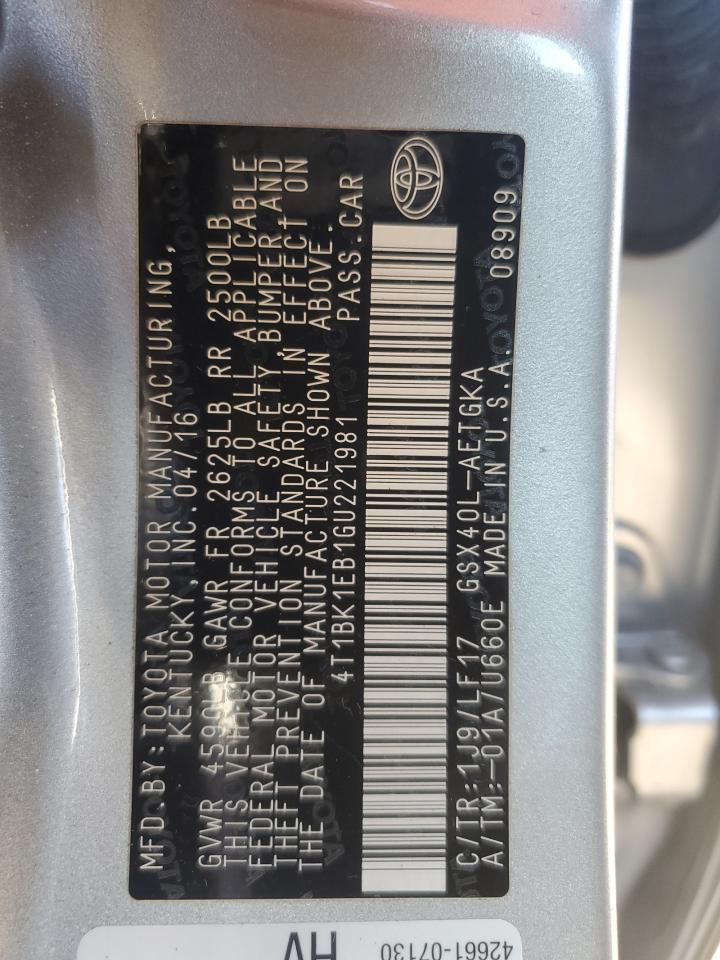 MFD.BY:TOYOTA MOTOR MANUFACTURING,
KENTUCKY,INC.04/16
GVWR 4590LB GAWR FR 2625LB RR 2500LB
THIS VEHICLE CONFORMS TO ALL APPLICABLE
FEDERAL MOTOR VEHICLE SAFETY, BUMPER,AND
THEFT PREVENTION STANDARDS IN EFFECT ON
THE DATE OF MANUFACTURE SHOWN ABOVE.
4T1BK1EB1GU221981 PASS.CAR
C/TR:1J9/LF17 GSX40L-AETGKA
A/TM:-01A/U660E MADE IN U.S.A. 08909
HV
42661-07130